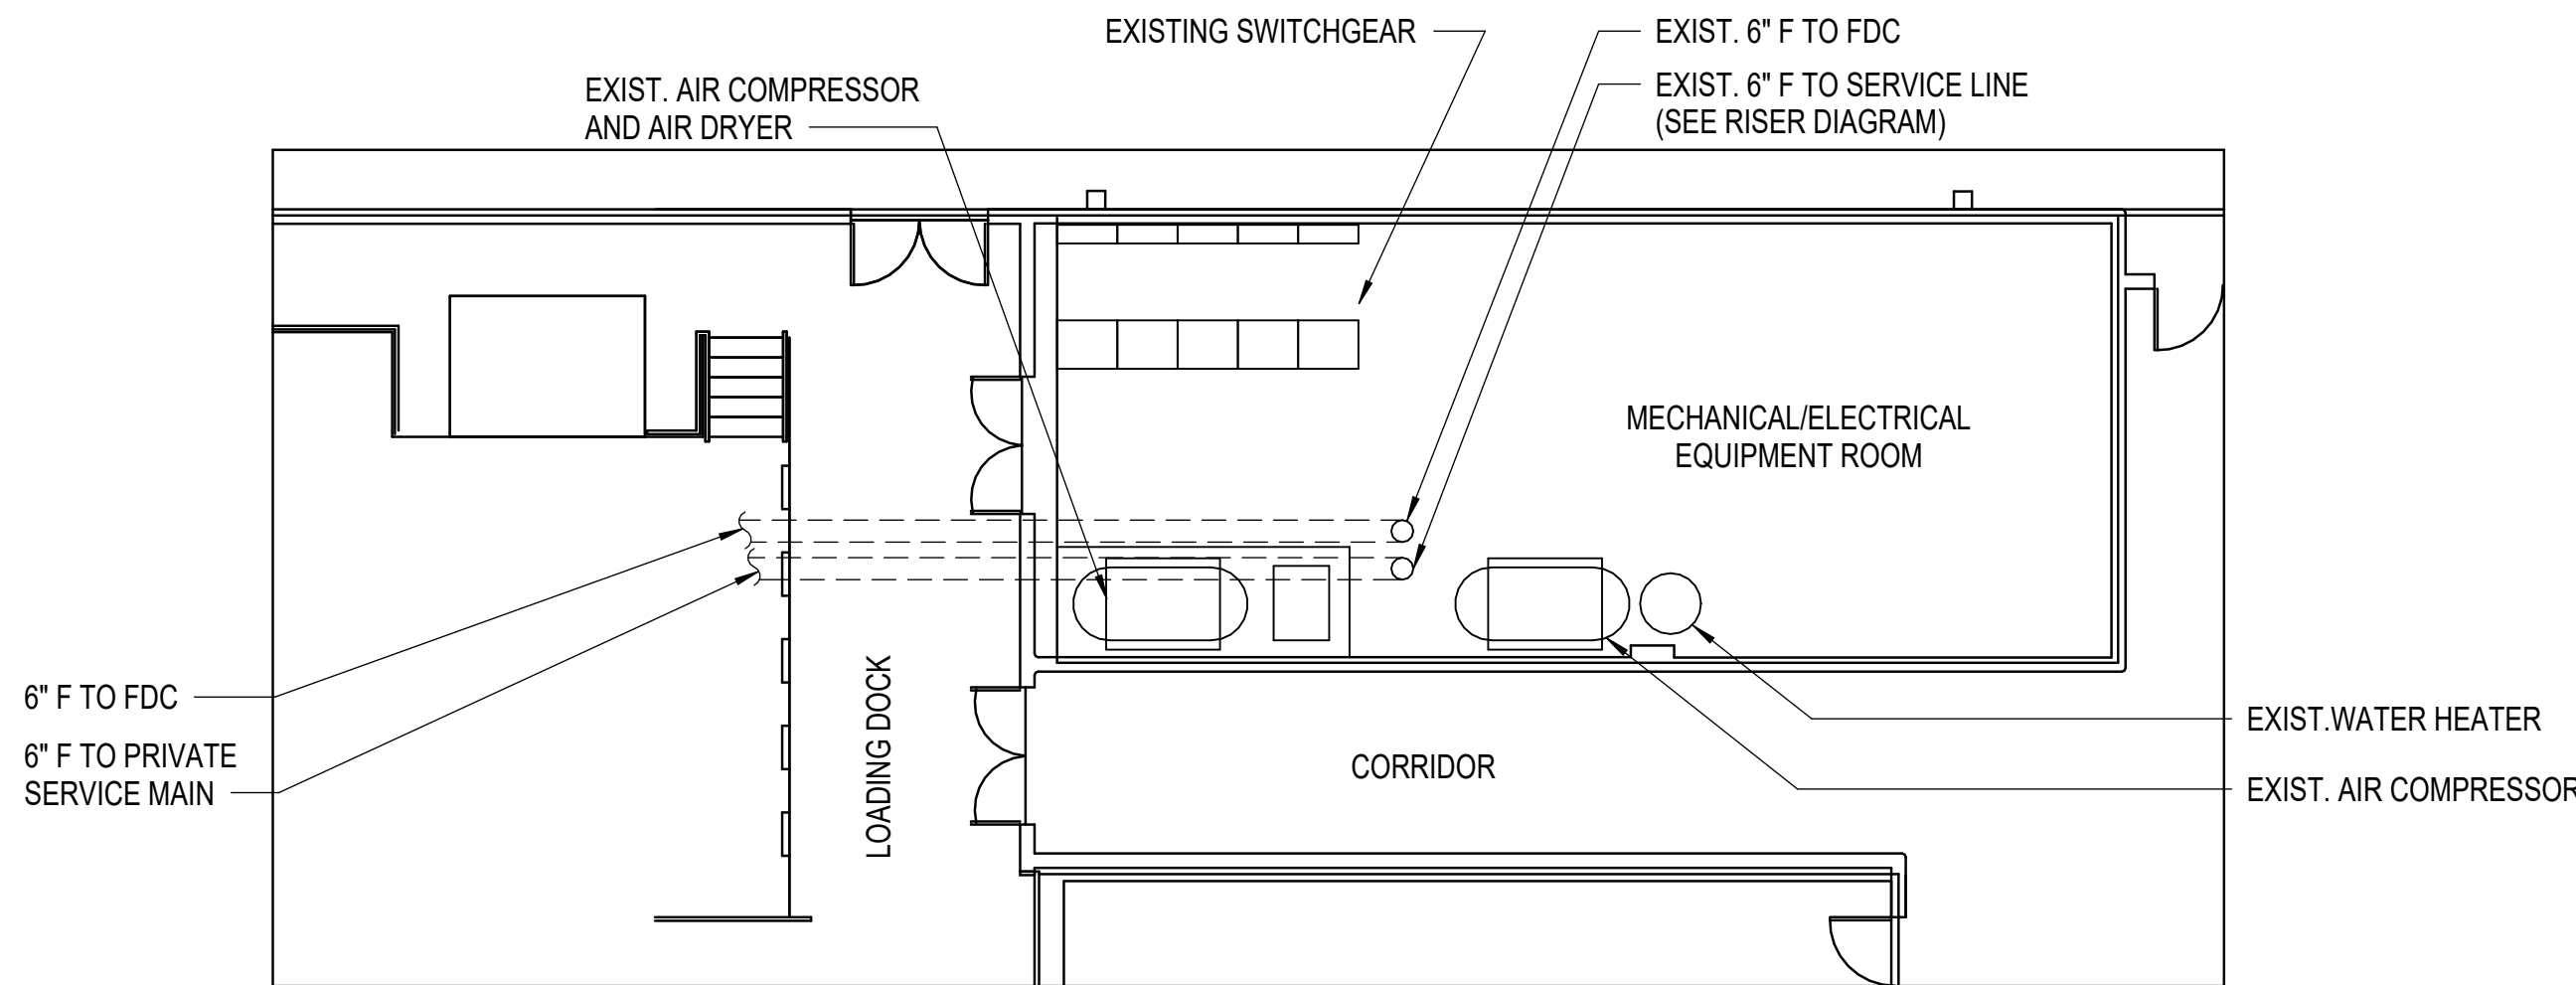 EXISTING SWITCHGEAR
EXIST. 6" F TO FDC
EXIST. AIR COMPRESSOR
AND AIR DRYER
EXIST. 6" F TO SERVICE LINE
(SEE RISER DIAGRAM)
MECHANICAL/ELECTRICAL
EQUIPMENT ROOM
6" F TO FDC
6" F TO PRIVATE
SERVICE MAIN
LOADING DOCK
CORRIDOR
EXIST.WATER HEATER
EXIST. AIR COMPRESSOR